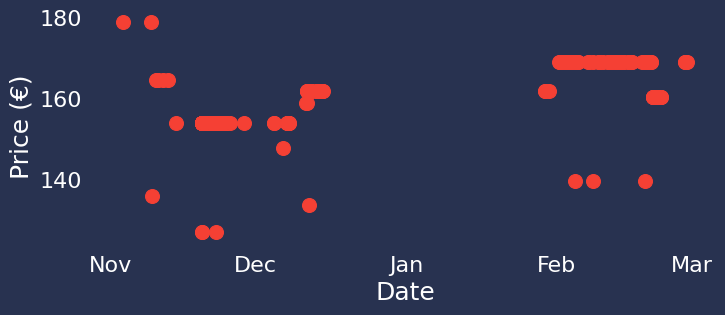 180
160
140
Price (€)
Nov Dec Jan Feb Mar
Date